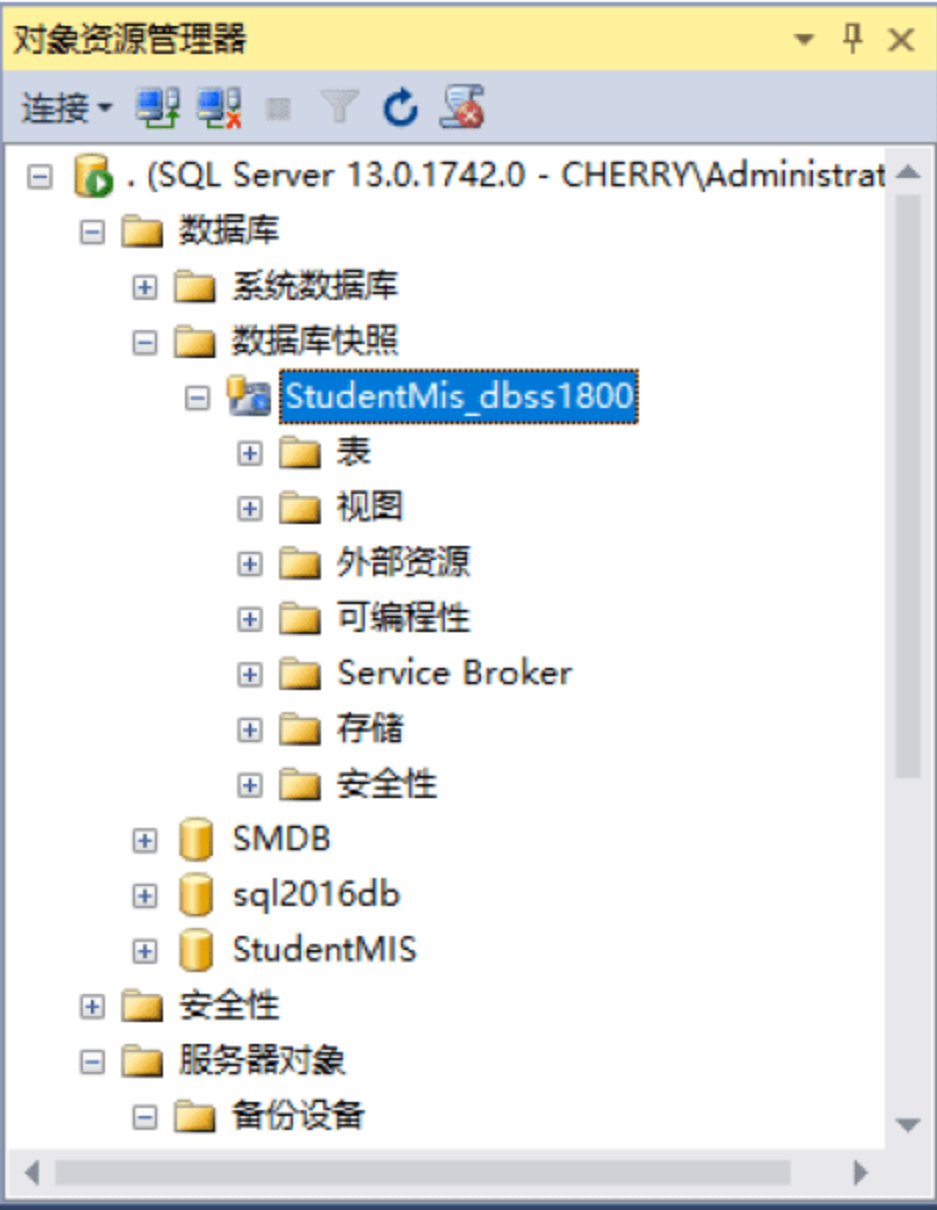 对象资源管理器
连接
. (SQL Server 13.0.1742.0 - CHERRY\Administrat
数据库
系统数据库
数据库快照
StudentMis_dbss1800
表
视图
外部资源
可编程性
Service Broker
存储
安全性
SMDB
sql2016db
StudentMIS
安全性
服务器对象
备份设备